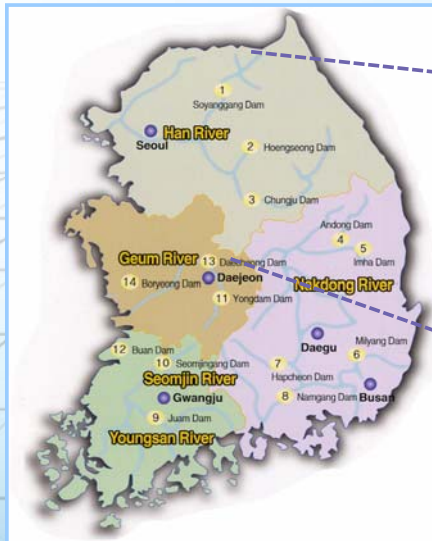 1
Soyanggang Dam
Han River
Seoul
2
Hoengseong Dam
3
Chungju Dam
Andong Dam
4
5
Imha Dam
Geum River
13
Daecheong Dam
14
Boryeong Dam
Daejeon
Nakdong River
11
Yongdam Dam
12
Buan Dam
10
Seomjingang Dam
Seomjin River
Daegu
Milyang Dam
6
7
Hapcheon Dam
8
Namgang Dam
Busan
Gwangju
9
Juam Dam
Youngsan River